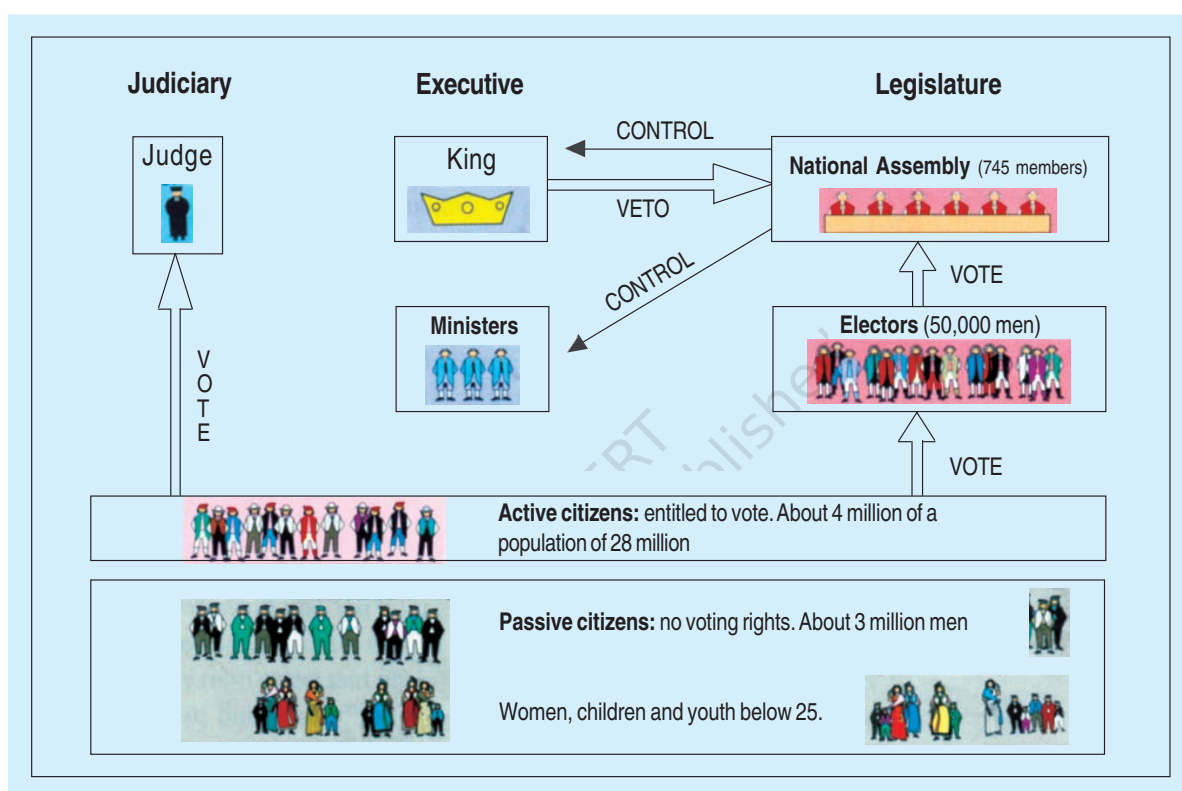 Judiciary
Executive
Legislature
Judge
King
CONTROL
VETO
National Assembly (745 members)
CONTROL
VOTE
Ministers
Electors (50,000 men)
VOTE
VOTE
Active citizens: entitled to vote. About 4 million of a
population of 28 million
Passive citizens: no voting rights. About 3 million men
Women, children and youth below 25.